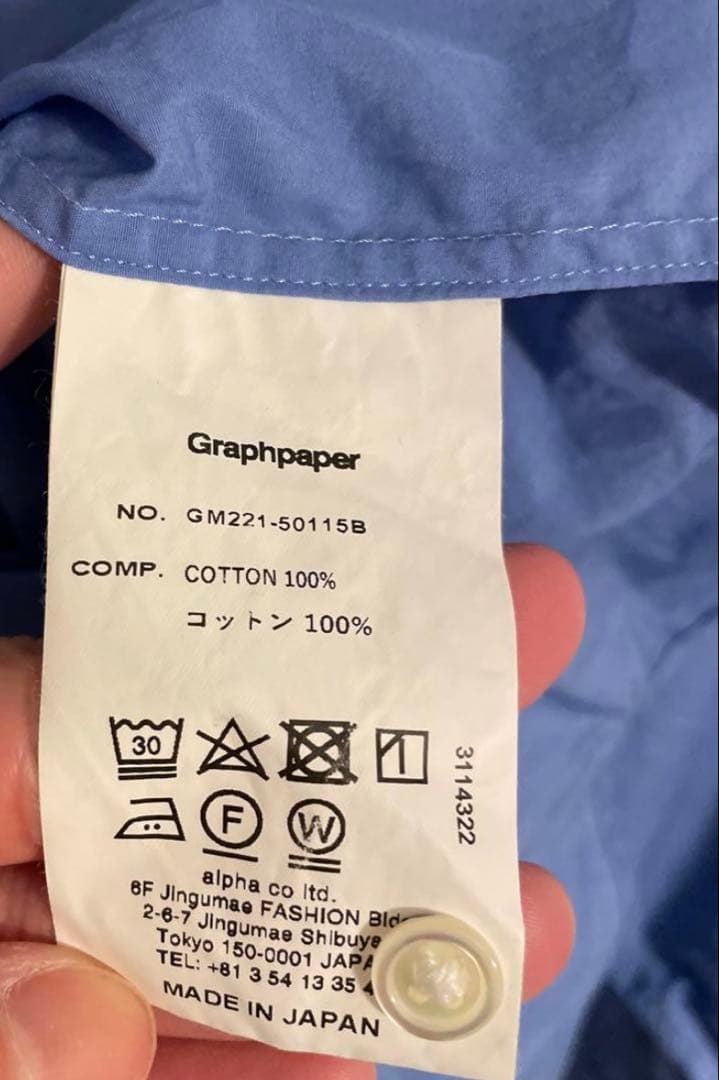 Graphpaper
NO. GM221-50115B
COMP. COTTON 100%
コットン 100%
30
3114322
F
W
alpha co ltd.
6F Jingumae FASHION
2-6-7 Jingumae Shibuya
Tokyo 150-0001
TEL: +81 3 54 13 35
MADE IN JAPAN